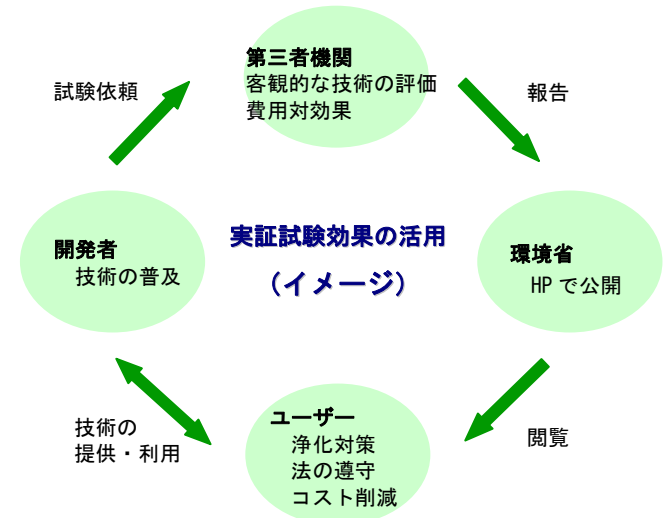 第三者機関
客観的な技術の評価
費用対効果
試験依頼
報告
開発者
技術の普及
実証試験効果の活用
（イメージ）
環境省
HPで公開
技術の
提供・利用
ユーザー
浄化対策
法の遵守
コスト削減
閲覧